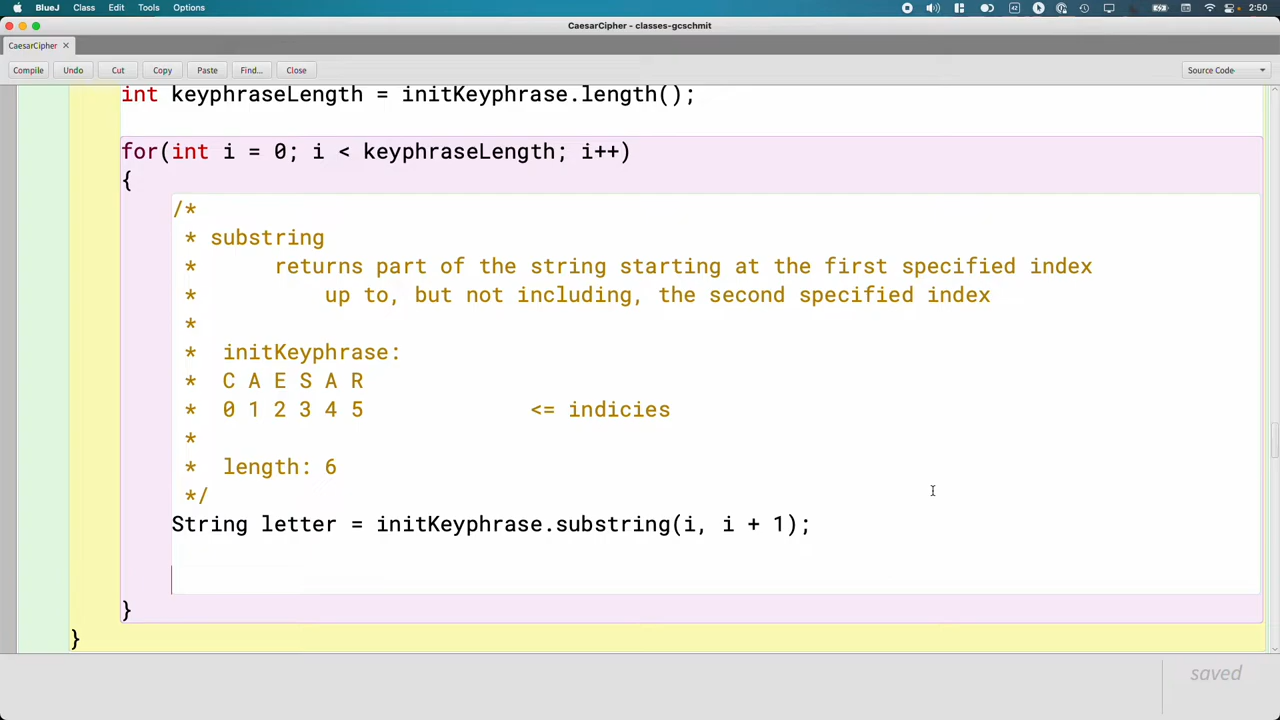 BlueJ Class Edit Tools Options 42 2:50
CaesarCipher - classes-gcschmit
CaesarCipher ×
Compile Undo Cut Copy Paste Find... Close Source Code
int keyphraseLength = initKeyphrase.length();
for(int i = 0; i < keyphraseLength; i++)
{
/*
* substring
* returns part of the string starting at the first specified index
* up to, but not including, the second specified index
*
* initKeyphrase:
* C A E S A R
* 0 1 2 3 4 5 <= indicies
*
* length: 6
*/
String letter = initKeyphrase.substring(i, i + 1);
}
}
saved